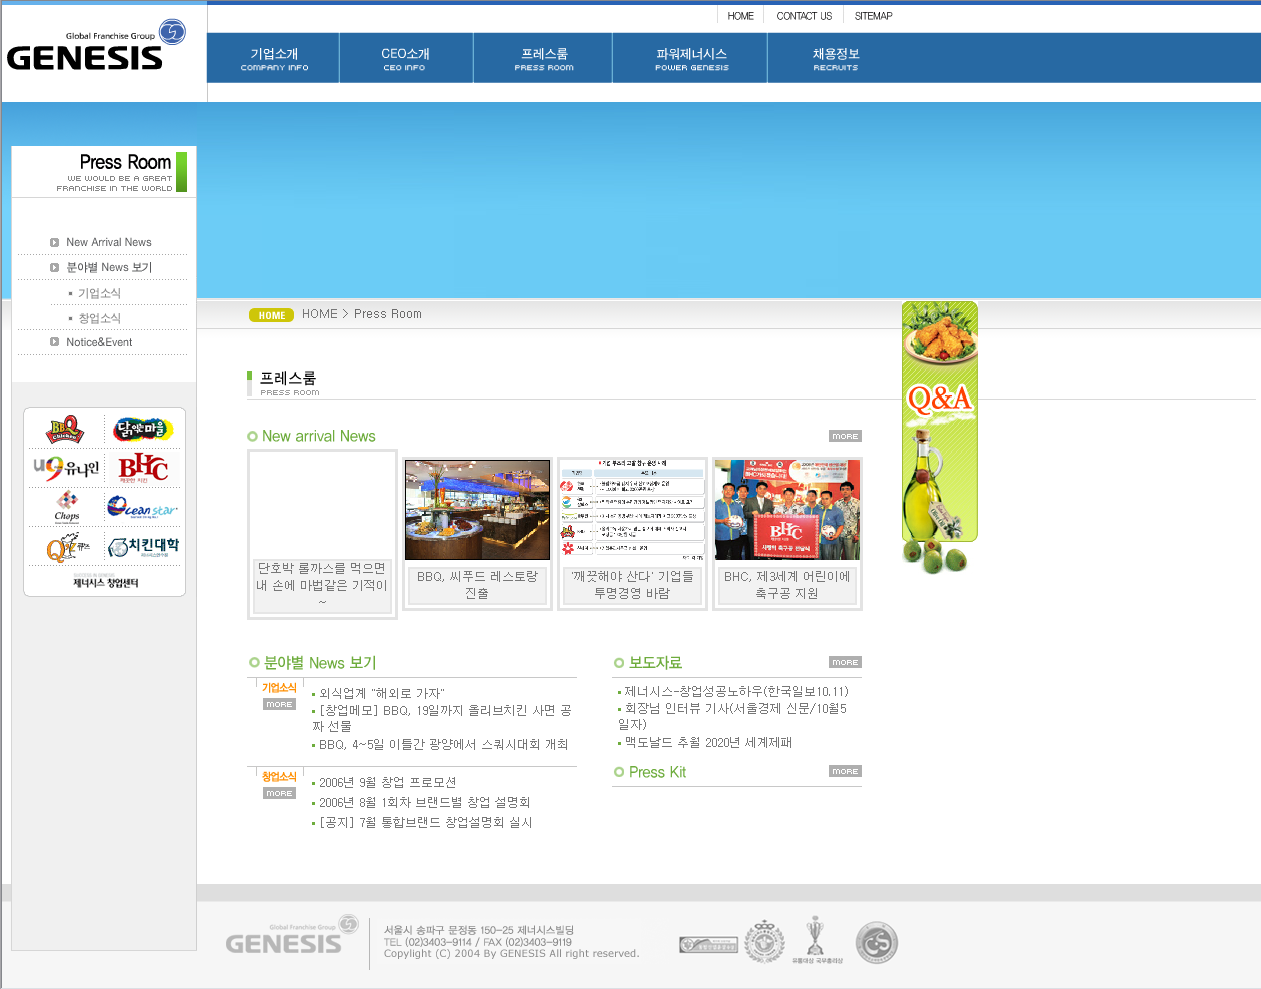 HOME
CONTACT US
SITEMAP
Global Franchise Group
GENESIS
기업소개
COMPANY INFO
CEO소개
CEO INFO
프레스룸
PRESS ROOM
파워제너시스
POWER GENESIS
채용정보
RECRUITS
Press Room
WE WOULD BE A GREAT
FRANCHISE IN THE WORLD
New Arrival News
분야별 News 보기
기업소식
창업소식
Notice&Event
BBQ
Chicken
닭익는마을
u9유나인
BHC
Chops
Ocean star
큐즈
치킨대학
제너시스 창업센터
HOME
HOME > Press Room
프레스룸
PRESS ROOM
Q&A
New arrival News
MORE
단호박 롤까스를 먹으면
내 손에 마법같은 기적이
~
BBQ, 씨푸드 레스토랑
진출
'깨끗해야 산다' 기업들
투명경영 바람
BHC
BHC, 제3세계 어린이에
축구공 지원
분야별 News 보기
기업소식
MORE
외식업계 "해외로 가자"
[창업메모] BBQ, 19일까지 올리브치킨 사면 공
짜 선물
BBQ, 4~5일 이틀간 광양에서 스쿼시대회 개최
창업소식
MORE
2006년 9월 창업 프로모션
2006년 8월 1회차 브랜드별 창업 설명회
[공지] 7월 통합브랜드 창업설명회 실시
보도자료
MORE
제너시스-창업성공노하우(한국일보10.11)
회장님 인터뷰 기사(서울경제 신문/10월5
일자)
맥도날드 추월 2020년 세계제패
Press Kit
MORE
Global Franchise Group
GENESIS
서울시 송파구 문정동 150-25 제너시스빌딩
TEL (02)3403-9114 / FAX (02)3403-9119
Copylight (C) 2004 By GENESIS All right reserved.